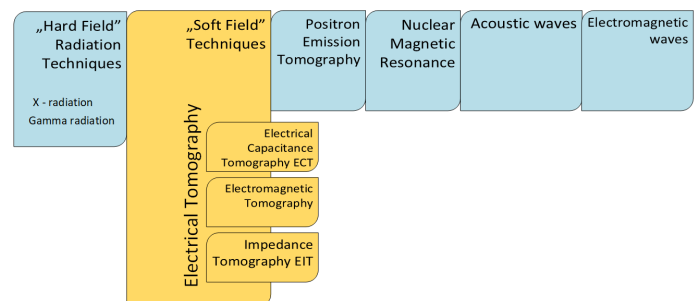 „Hard Field”
Radiation
Techniques
X - radiation
Gamma radiation
„Soft Field”
Techniques
Electrical Tomography
Electrical
Capacitance
Tomography ECT
Electromagnetic
Tomography
Impedance
Tomography EIT
Positron
Emission
Tomography
Nuclear
Magnetic
Resonance
Acoustic waves
Electromagnetic
waves